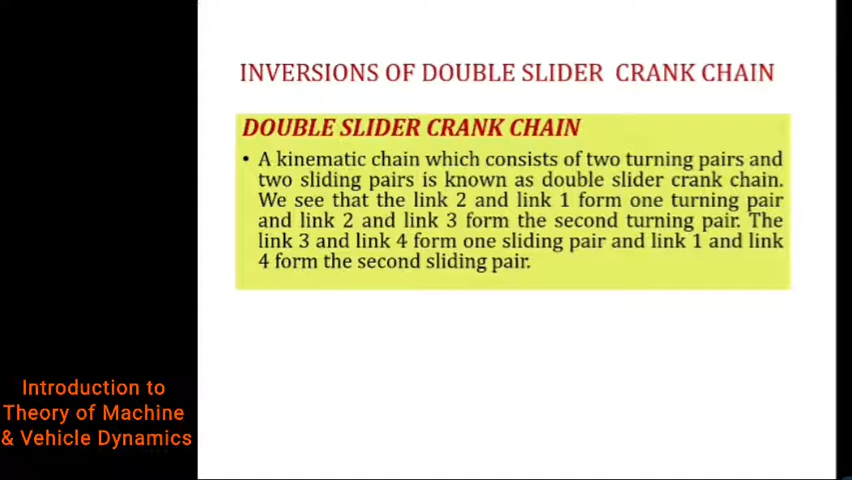 INVERSIONS OF DOUBLE SLIDER CRANK CHAIN
DOUBLE SLIDER CRANK CHAIN
• A kinematic chain which consists of two turning pairs and
two sliding pairs is known as double slider crank chain.
We see that the link 2 and link 1 form one turning pair
and link 2 and link 3 form the second turning pair. The
link 3 and link 4 form one sliding pair and link 1 and link
4 form the second sliding pair.
Introduction to
Theory of Machine
& Vehicle Dynamics